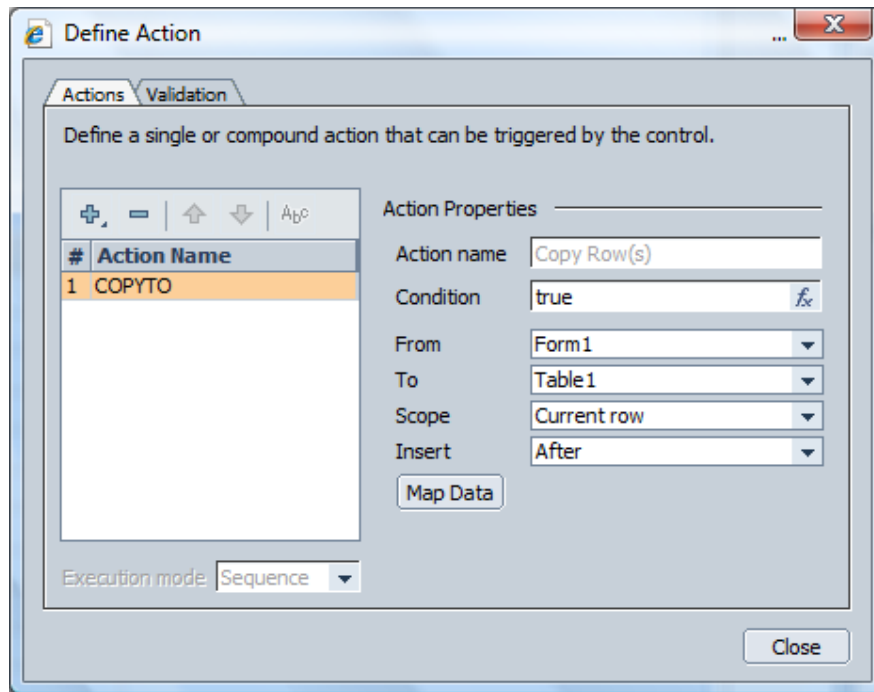 Define Action
...
Actions Validation
Define a single or compound action that can be triggered by the control.
Abc
# Action Name
1 COPYTO
Execution mode Sequence
Action Properties
Action name Copy Row(s)
Condition true fx
From Form1
To Table1
Scope Current row
Insert After
Map Data
Close